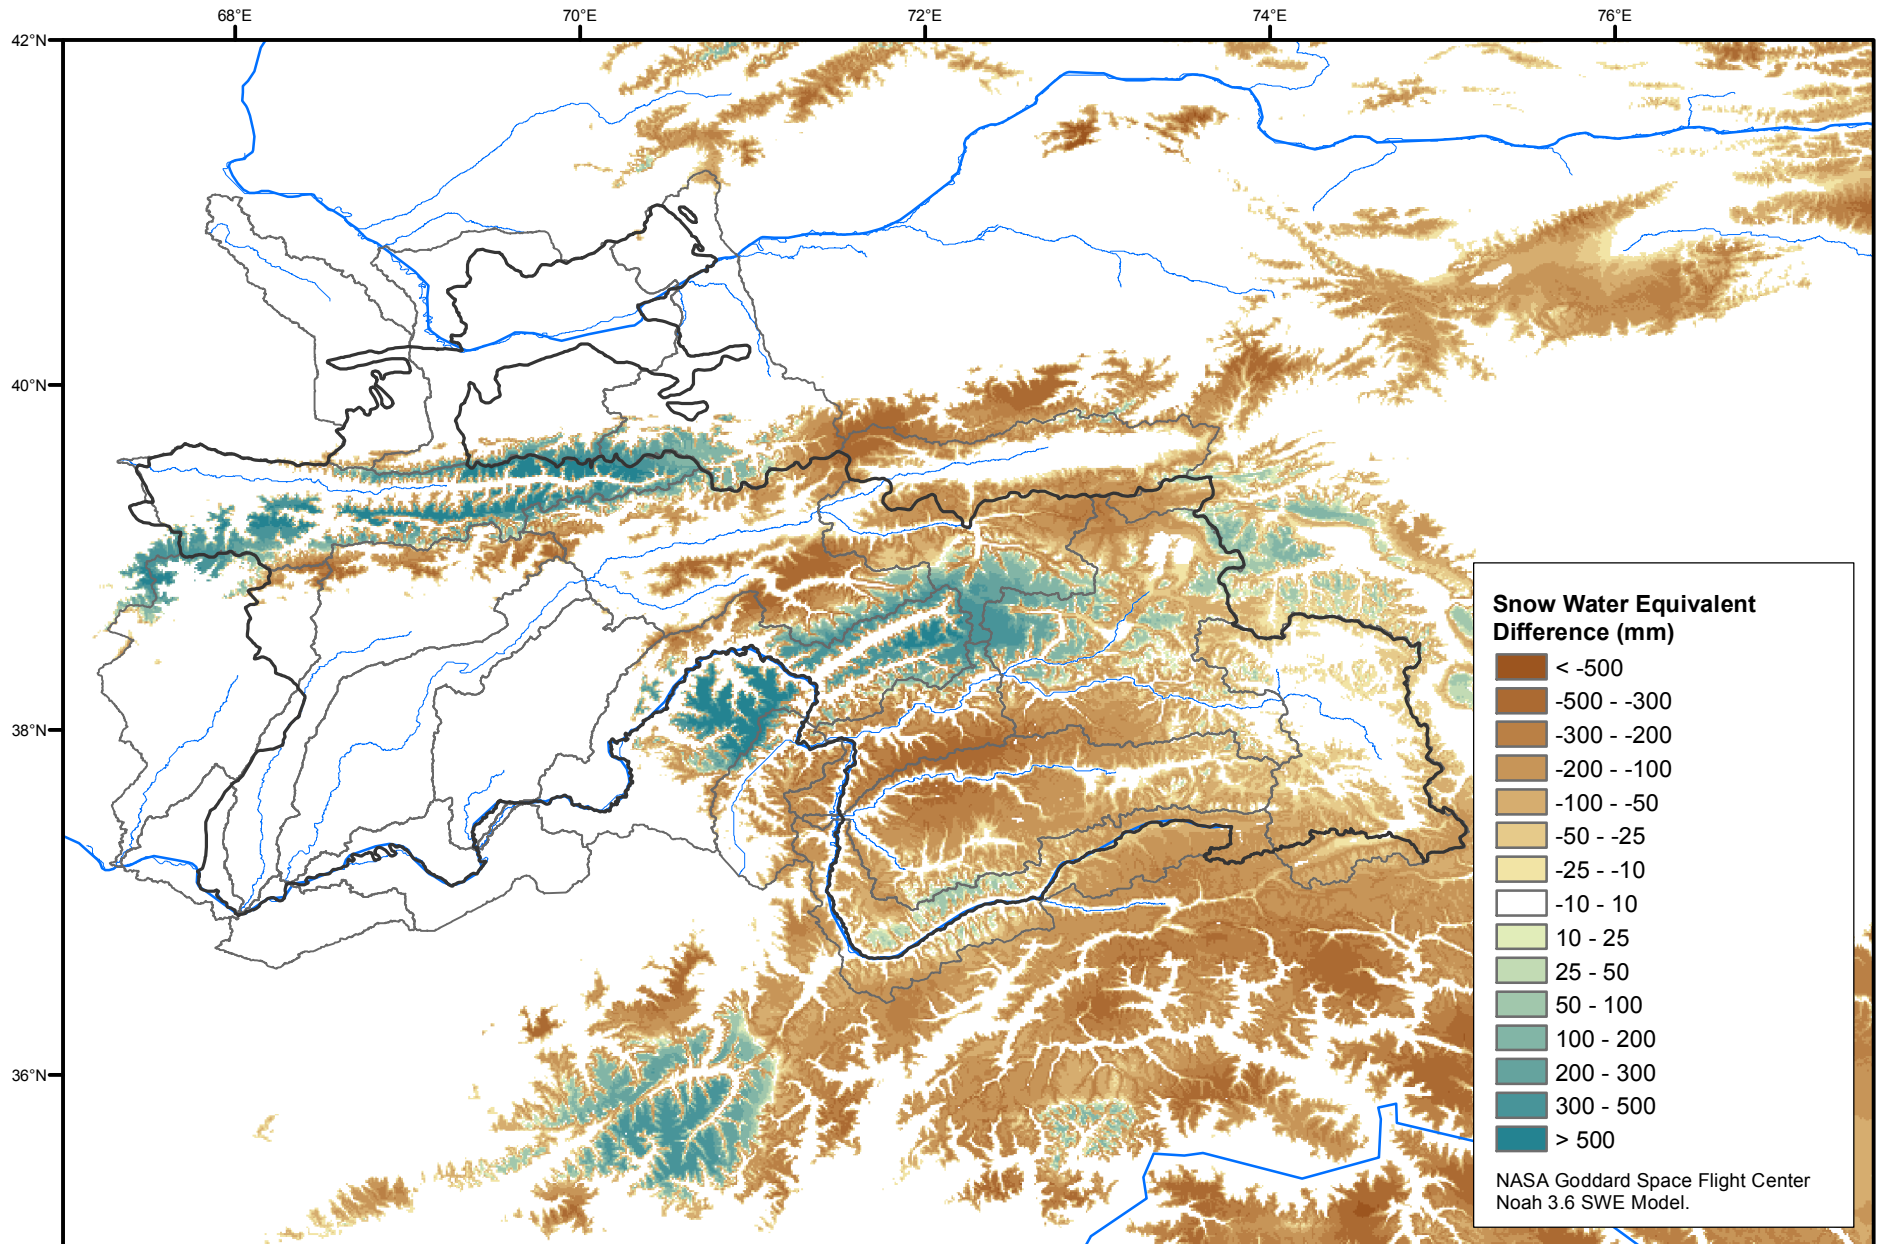 68°E 70°E 72°E 74°E 76°E
42°N
40°N
38°N
36°N
Snow Water Equivalent
Difference (mm)
< -500
-500 - -300
-300 - -200
-200 - -100
-100 - -50
-50 - -25
-25 - -10
-10 - 10
10 - 25
25 - 50
50 - 100
100 - 200
200 - 300
300 - 500
> 500
NASA Goddard Space Flight Center
Noah 3.6 SWE Model.